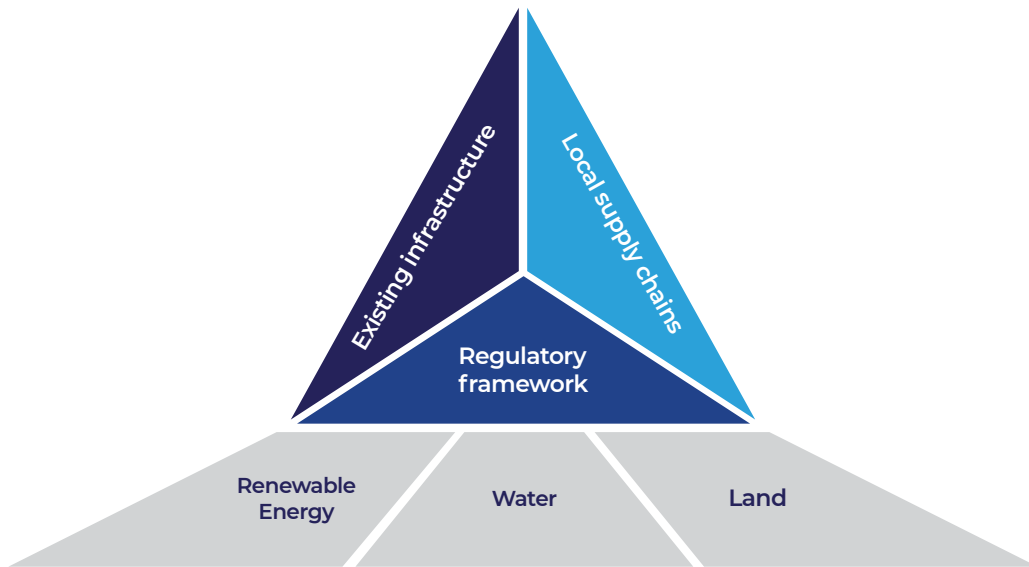 Existing infrastructure
Local supply chains
Regulatory
framework
Renewable
Energy
Water
Land